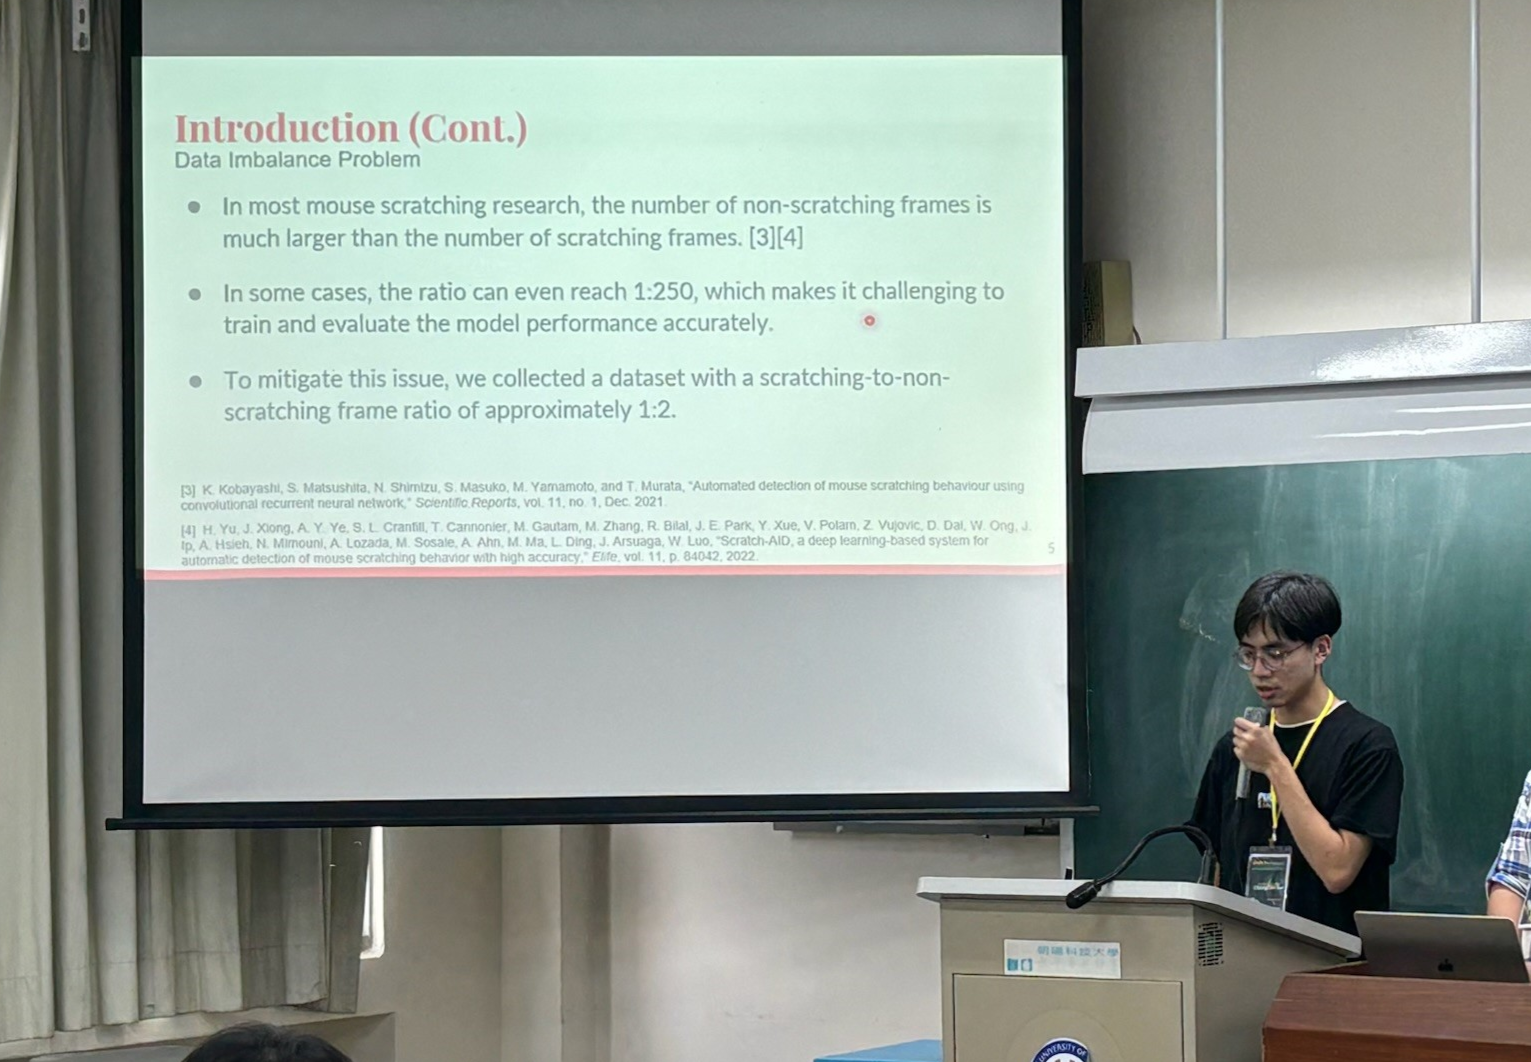 Introduction (Cont.)
Data Imbalance Problem
● In most mouse scratching research, the number of non-scratching frames is
much larger than the number of scratching frames. [3][4]
● In some cases, the ratio can even reach 1:250, which makes it challenging to
train and evaluate the model performance accurately.
● To mitigate this issue, we collected a dataset with a scratching-to-non-
scratching frame ratio of approximately 1:2.
[3] K. Kobayashi, S. Matsushita, N. Shimizu, S. Masuko, M. Yamamoto, and T. Murata, "Automated detection of mouse scratching behaviour using
convolutional recurrent neural network," Scientific Reports, vol. 11, no. 1, Dec. 2021.
[4] H. Yu, J. Xiong, A. Y. Ye, S. L. Cranfill, T. Cannonier, M. Gautam, M. Zhang, R. Bilal, J. E. Park, Y. Xue, V. Polam, Z. Vujovic, D. Dai, W. Ong, J.
Ip, A. Hsieh, N. Mimouni, A. Lozada, M. Sosale, A. Ahn, M. Ma, L. Ding, J. Arsuaga, W. Luo, "Scratch-AID, a deep learning-based system for
automatic detection of mouse scratching behavior with high accuracy," Elife, vol. 11, p. 84042, 2022.
5
科技大學
UNIVERSITY OF